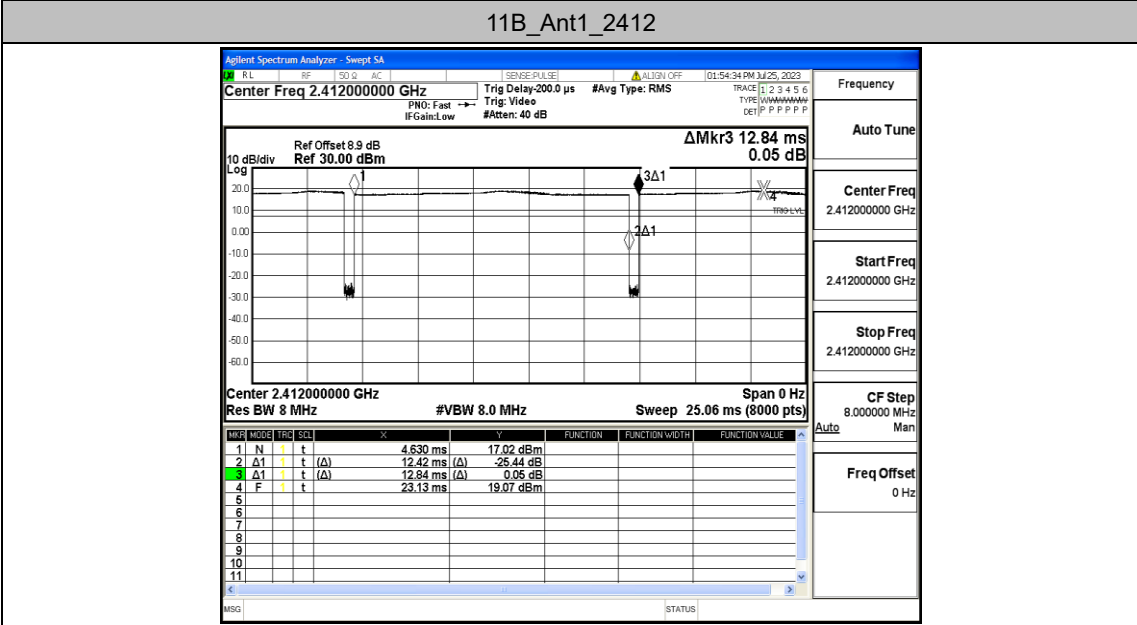 11B_Ant1_2412
Agilent Spectrum Analyzer - Swept SA
RL RF 50 Ω AC SENSE:PULSE ALIGN OFF 01:54:34 PM Jul 25, 2023
Center Freq 2.412000000 GHz
PNO: Fast
IFGain:Low
Trig Delay-200.0 µs
Trig: Video
#Atten: 40 dB
#Avg Type: RMS
TRACE 1 2 3 4 5 6
TYPE
DET P P P P P P
Ref Offset 8.9 dB
10 dB/div Ref 30.00 dBm
Log
ΔMkr3 12.84 ms
0.05 dB
20.0
10.0
0.00
-10.0
-20.0
-30.0
-40.0
-50.0
-60.0
1
3Δ1
4
TRIG LVL
2Δ1
Center 2.412000000 GHz Span 0 Hz
Res BW 8 MHz #VBW 8.0 MHz Sweep 25.06 ms (8000 pts)
MKR MODE TRC SCL X Y FUNCTION FUNCTION WIDTH FUNCTION VALUE
1 N 1 t 4.630 ms 17.02 dBm
2 Δ1 1 t (Δ) 12.42 ms (Δ) -25.44 dB
3 Δ1 1 t (Δ) 12.84 ms (Δ) 0.05 dB
4 F 1 t 23.13 ms 19.07 dBm
5
6
7
8
9
10
11
MSG STATUS
Frequency
Auto Tune
Center Freq
2.412000000 GHz
Start Freq
2.412000000 GHz
Stop Freq
2.412000000 GHz
CF Step
8.000000 MHz
Auto Man
Freq Offset
0 Hz